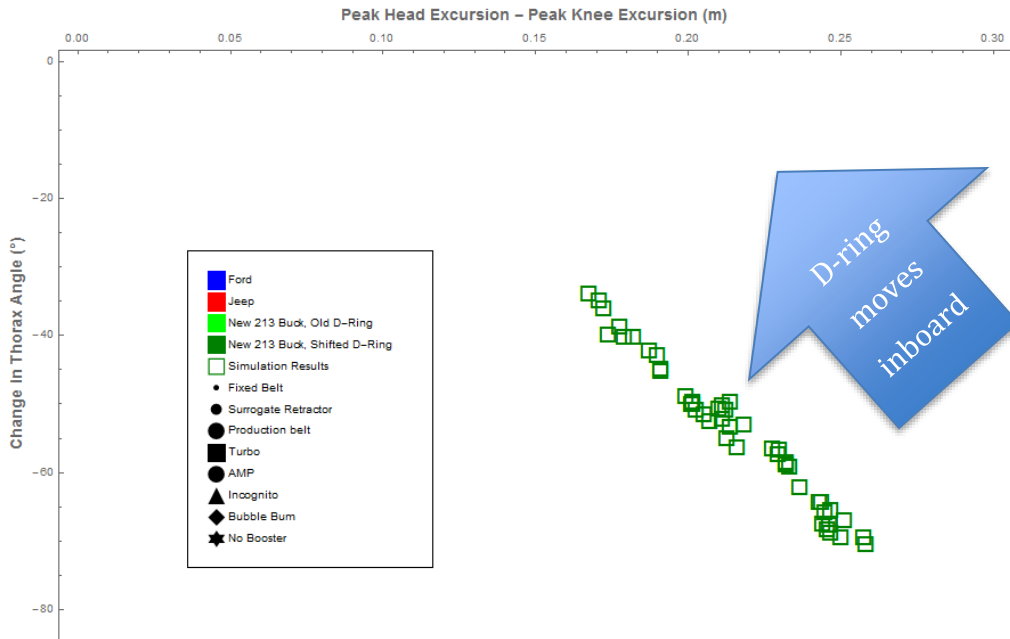 Peak Head Excursion – Peak Knee Excursion (m)
0.00 0.05 0.10 0.15 0.20 0.25 0.30
Change In Thorax Angle (°)
0
−20
−40
−60
−80
Ford
Jeep
New 213 Buck, Old D–Ring
New 213 Buck, Shifted D–Ring
Simulation Results
Fixed Belt
Surrogate Retractor
Production belt
Turbo
AMP
Incognito
Bubble Bum
No Booster
D-ring
moves
inboard